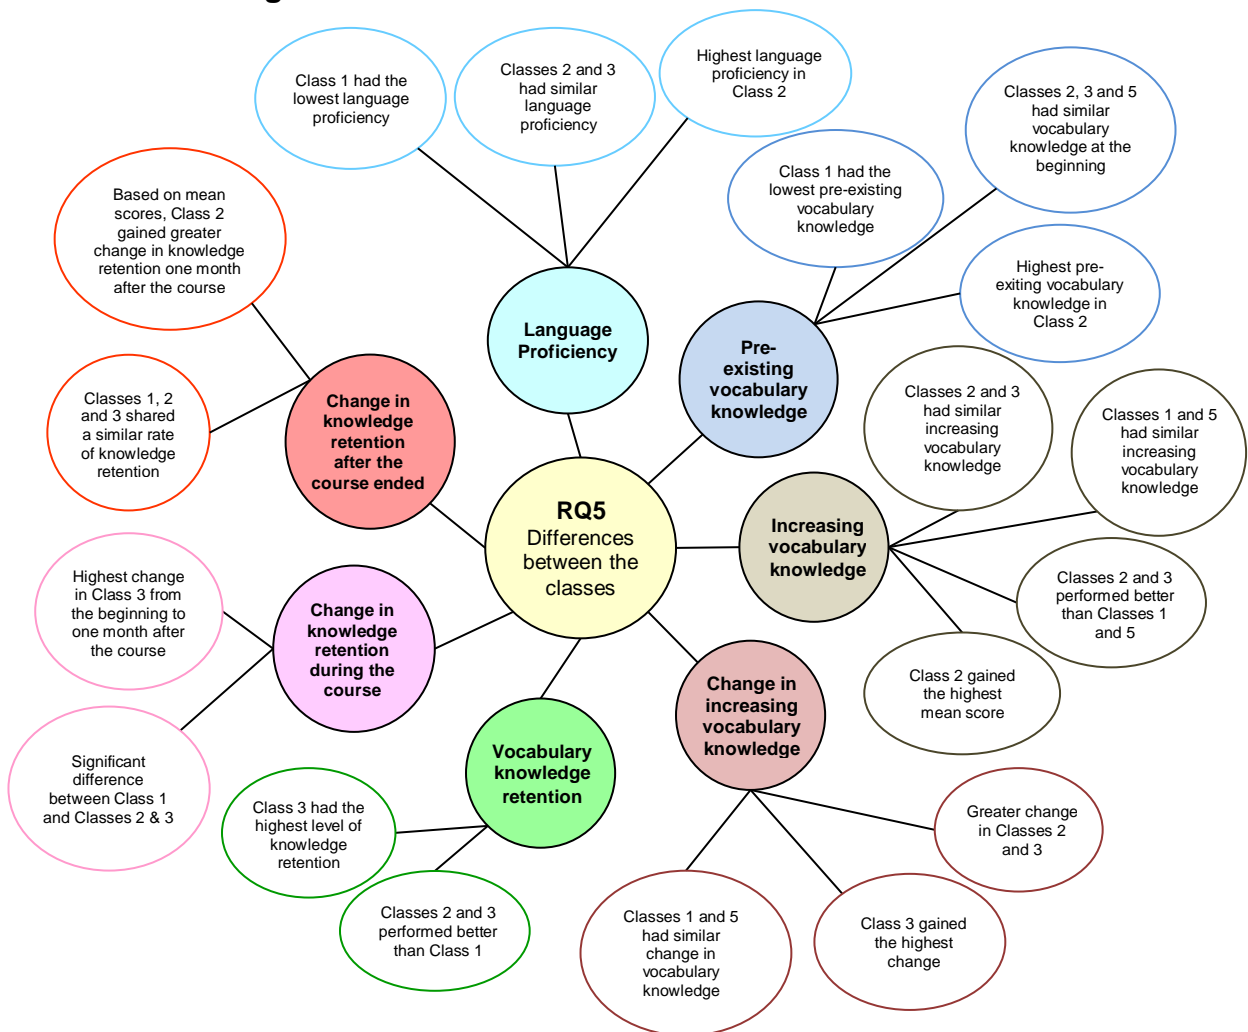 Class 1 had the
lowest language
proficiency
Classes 2 and 3
had similar
language
proficiency
Highest language
proficiency in
Class 2
Classes 2, 3 and 5
had similar
vocabulary
knowledge at the
beginning
Class 1 had the
lowest pre-existing
vocabulary
knowledge
Highest pre-
exiting vocabulary
knowledge in
Class 2
Based on mean
scores, Class 2
gained greater
change in knowledge
retention one month
after the course
Classes 1, 2
and 3 shared
a similar rate
of knowledge
retention
Language
Proficiency
Pre-
existing
vocabulary
knowledge
Change in
knowledge
retention
after the
course ended
Classes 2 and 3
had similar
increasing
vocabulary
knowledge
Classes 1 and 5
had similar
increasing
vocabulary
knowledge
RQ5
Differences
between the
classes
Increasing
vocabulary
knowledge
Classes 2 and 3
performed better
than Classes 1
and 5
Class 2 gained
the highest
mean score
Highest change
in Class 3 from
the beginning to
one month after
the course
Change in
knowledge
retention
during the
course
Significant
difference
between Class 1
and Classes 2 & 3
Vocabulary
knowledge
retention
Change in
increasing
vocabulary
knowledge
Class 3 had the
highest level of
knowledge
retention
Classes 2 and 3
performed better
than Class 1
Classes 1 and 5
had similar
change in
vocabulary
knowledge
Class 3 gained
the highest
change
Greater change
in Classes 2
and 3